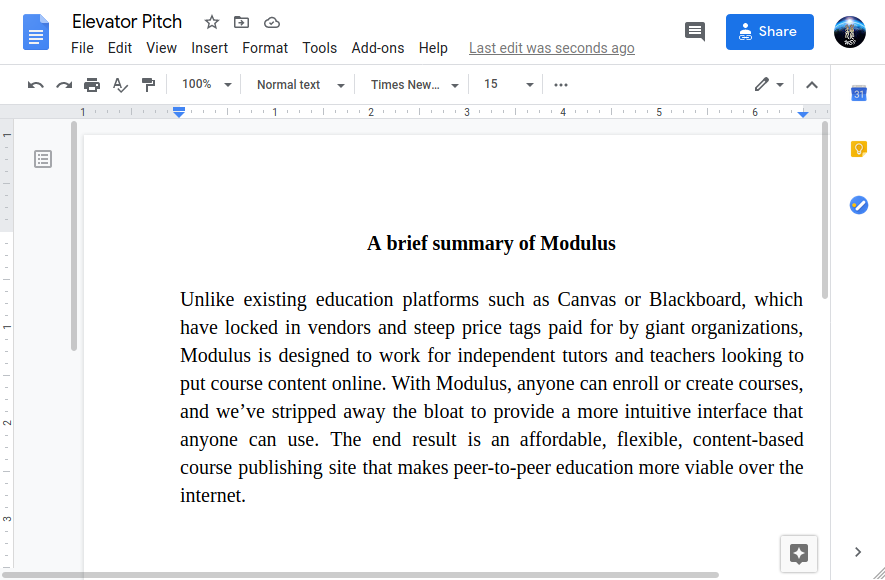 Elevator Pitch
File Edit View Insert Format Tools Add-ons Help Last edit was seconds ago
Share
100% Normal text Times New... 15
1 1 2 3 4 5 6
31
1
1
2
3
A brief summary of Modulus
Unlike existing education platforms such as Canvas or Blackboard, which
have locked in vendors and steep price tags paid for by giant organizations,
Modulus is designed to work for independent tutors and teachers looking to
put course content online. With Modulus, anyone can enroll or create courses,
and we’ve stripped away the bloat to provide a more intuitive interface that
anyone can use. The end result is an affordable, flexible, content-based
course publishing site that makes peer-to-peer education more viable over the
internet.